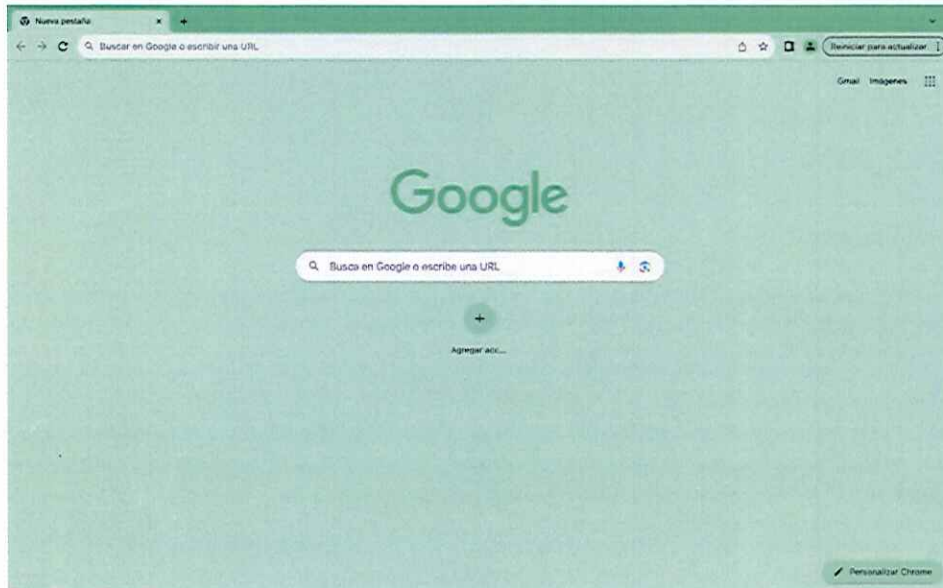 Nueva pestaña
Buscar en Google o escribir una URL
Reiniciar para actualizar
Gmail Imágenes
Google
Busca en Google o escribe una URL
Agregar acc...
Personalizar Chrome